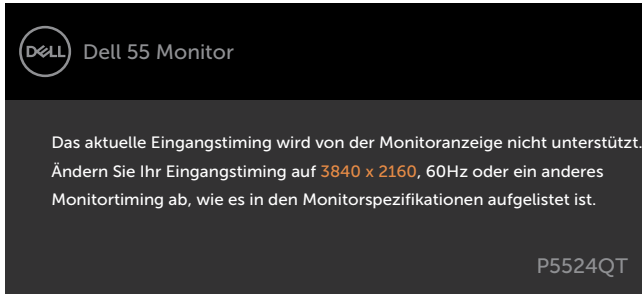 DELL Dell 55 Monitor
Das aktuelle Eingangstiming wird von der Monitoranzeige nicht unterstützt.
Ändern Sie Ihr Eingangstiming auf 3840 x 2160, 60Hz oder ein anderes
Monitortiming ab, wie es in den Monitorspezifikationen aufgelistet ist.
P5524QT